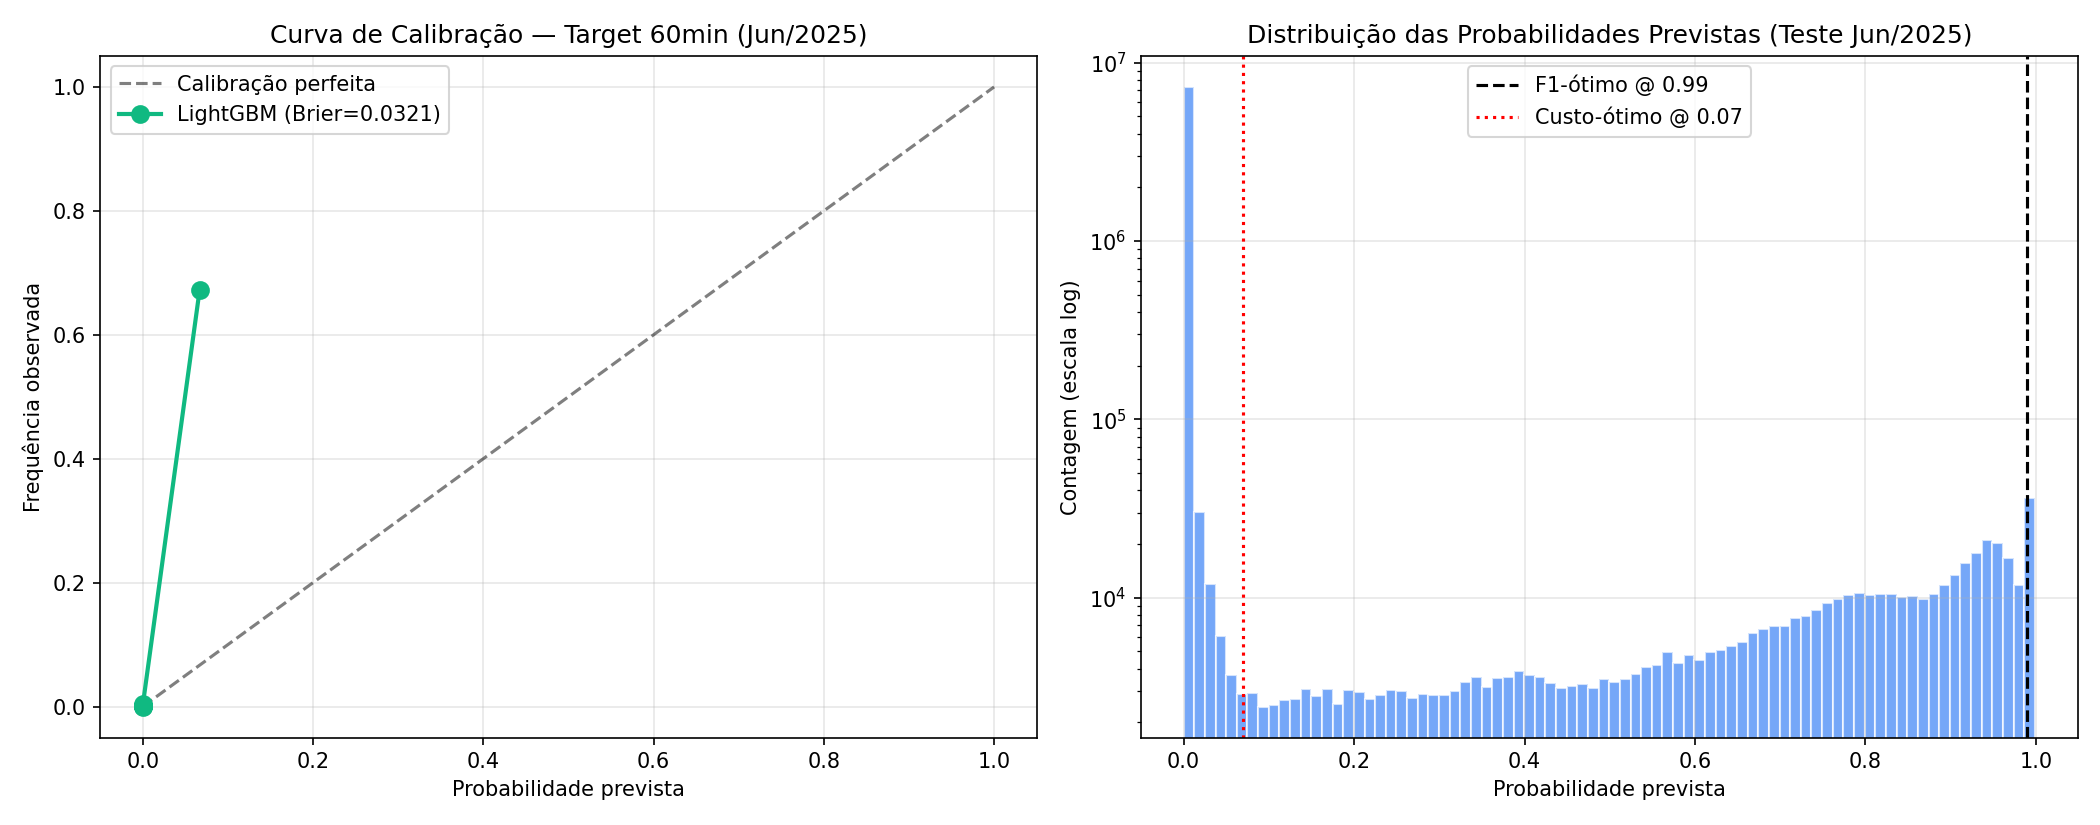 Curva de Calibração — Target 60min (Jun/2025)
Calibração perfeita
LightGBM (Brier=0.0321)
Frequência observada
1.0
0.8
0.6
0.4
0.2
0.0
0.0 0.2 0.4 0.6 0.8 1.0
Probabilidade prevista
Distribuição das Probabilidades Previstas (Teste Jun/2025)
F1-ótimo @ 0.99
Custo-ótimo @ 0.07
Contagem (escala log)
10⁷
10⁶
10⁵
10⁴
0.0 0.2 0.4 0.6 0.8 1.0
Probabilidade prevista